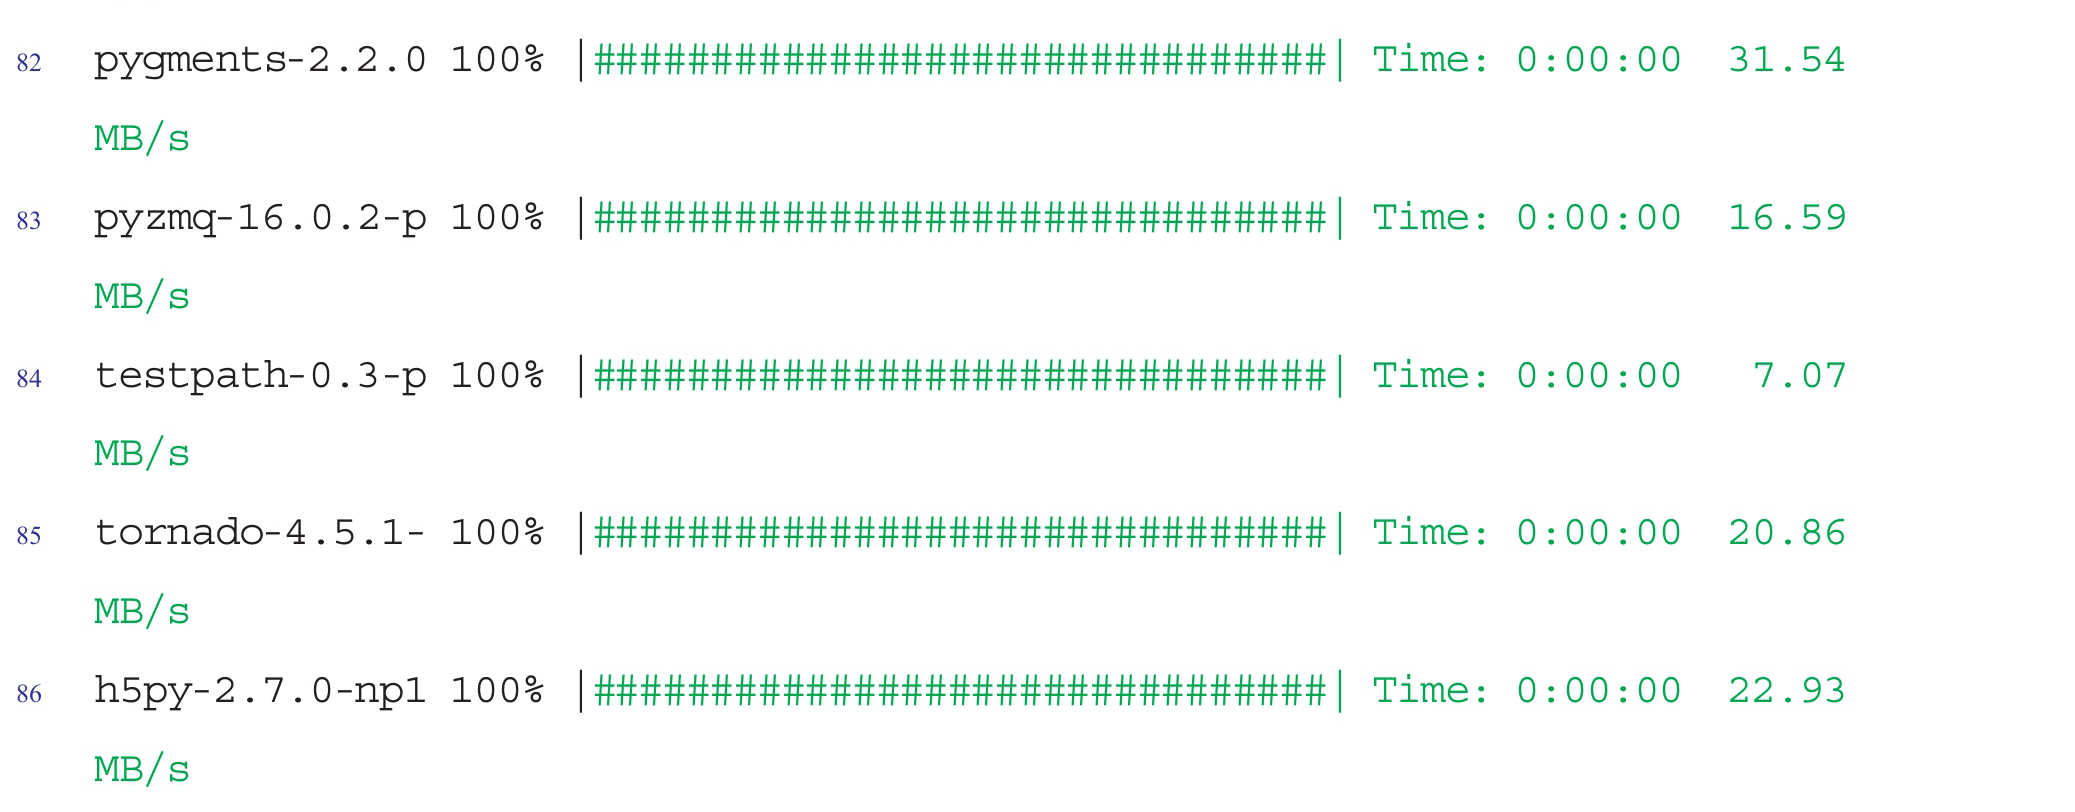 82 pygments-2.2.0 100% |###############################| Time: 0:00:00  31.54
MB/s
83 pyzmq-16.0.2-p 100% |###############################| Time: 0:00:00  16.59
MB/s
84 testpath-0.3-p 100% |###############################| Time: 0:00:00   7.07
MB/s
85 tornado-4.5.1- 100% |###############################| Time: 0:00:00  20.86
MB/s
86 h5py-2.7.0-np1 100% |###############################| Time: 0:00:00  22.93
MB/s